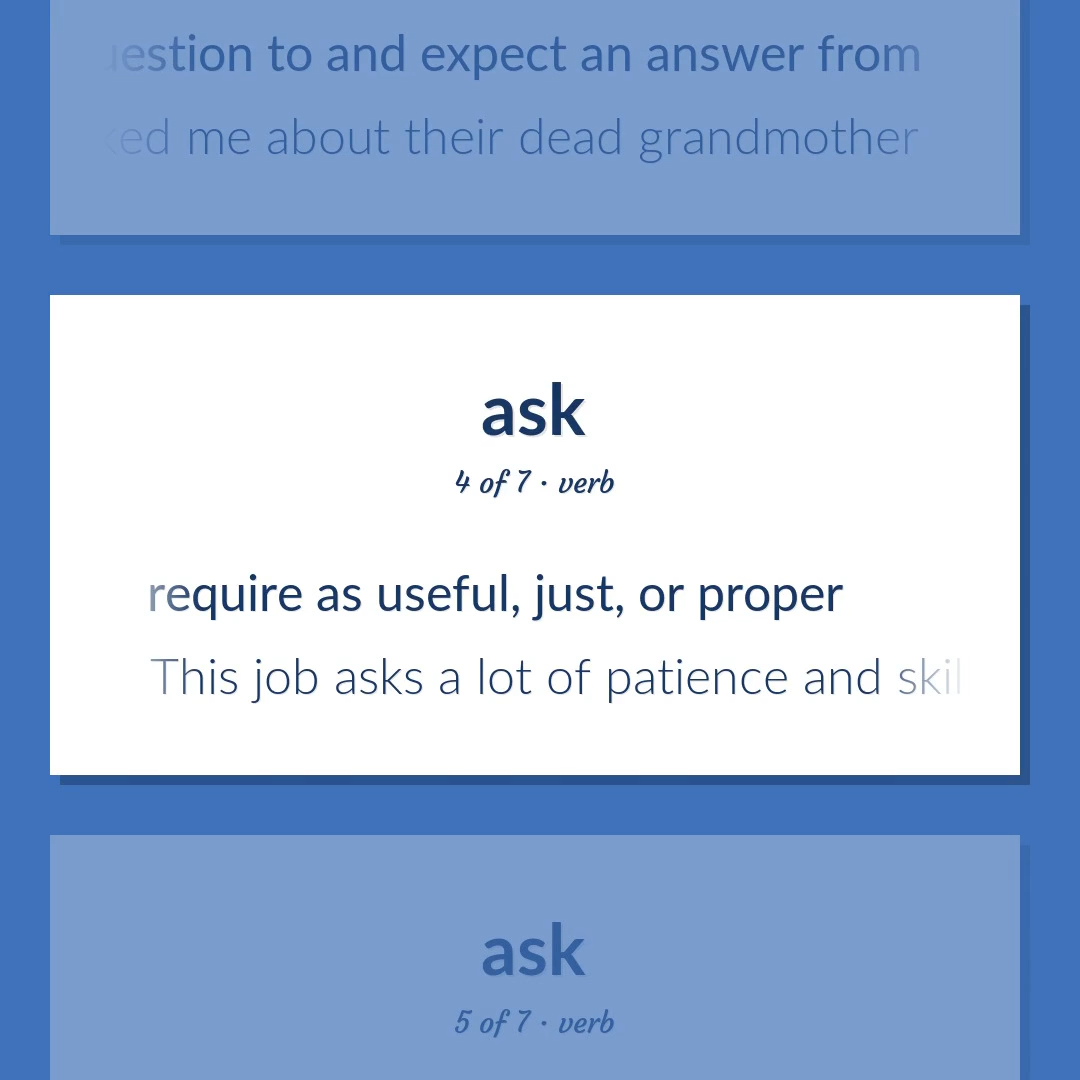 estion to and expect an answer from
ked me about their dead grandmother
ask
4 of 7 · verb
require as useful, just, or proper
This job asks a lot of patience and skil
ask
5 of 7 · verb